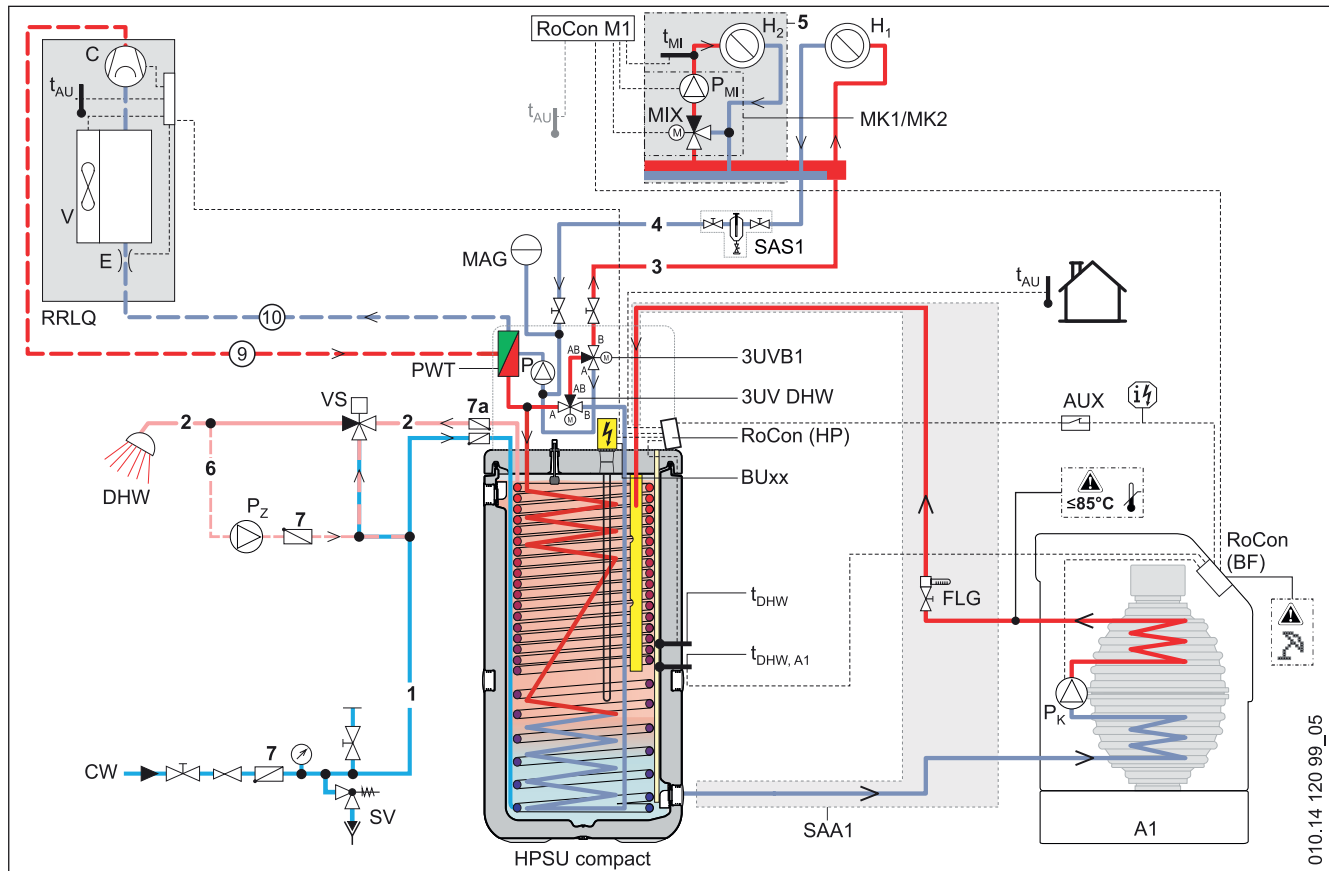 RoCon M1
tMI
H2
5
H1
C
tAU
tAU
PMI
MIX
M
MK1/MK2
V
4
SAS1
E
MAG
3
tAU
RRLQ
10
9
PWT
P
B
AB
M
A
3UVB1
AB
A
B
M
3UV DHW
VS
2
2
7a
AUX
i
RoCon (HP)
6
DHW
BUxx
PZ
7
≤85°C
RoCon
(BF)
tDHW
FLG
tDHW, A1
1
PK
7
CW
SV
SAA1
A1
HPSU compact
010.14 120 99_05